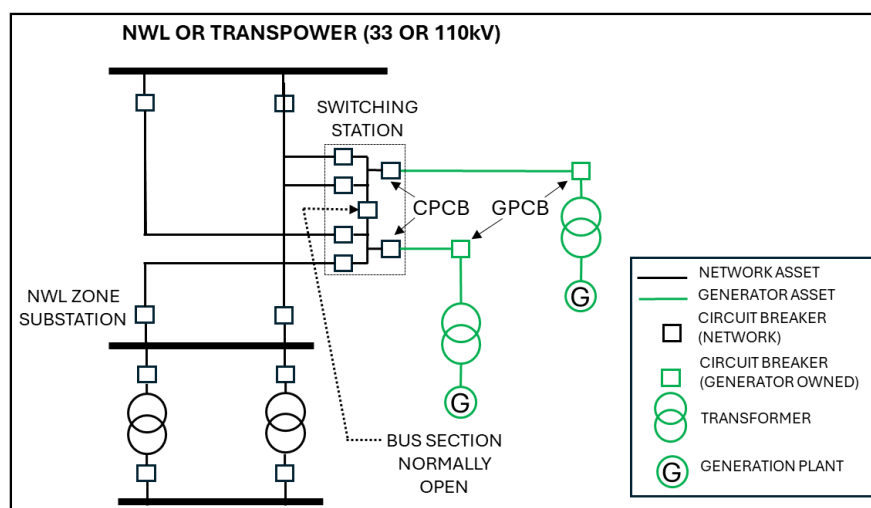 NWL OR TRANSPOWER (33 OR 110kV)
SWITCHING
STATION
CPCB
GPCB
G
NWL ZONE
SUBSTATION
G
BUS SECTION
NORMALLY
OPEN
NETWORK ASSET
GENERATOR ASSET
CIRCUIT BREAKER
(NETWORK)
CIRCUIT BREAKER
(GENERATOR OWNED)
TRANSFORMER
G
GENERATION PLANT